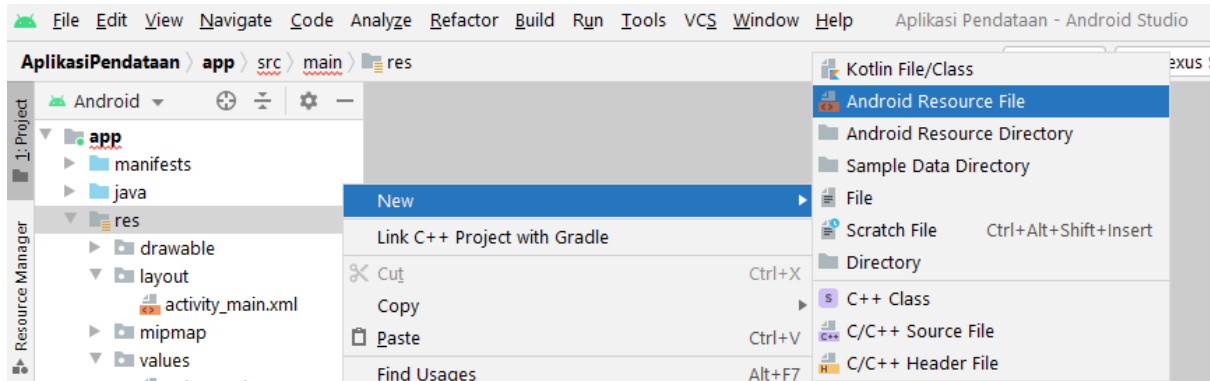 File Edit View Navigate Code Analyze Refactor Build Run Tools VCS Window Help Aplikasi Pendataan - Android Studio
AplikasiPendataan app src main res
exus
Android
1: Project
Resource Manager
app
manifests
java
res
drawable
layout
activity_main.xml
mipmap
values
New
Link C++ Project with Gradle
Cut Ctrl+X
Copy
Paste Ctrl+V
Find Usages Alt+F7
Kotlin File/Class
Android Resource File
Android Resource Directory
Sample Data Directory
File
Scratch File Ctrl+Alt+Shift+Insert
Directory
S C++ Class
C++ C/C++ Source File
H C/C++ Header File